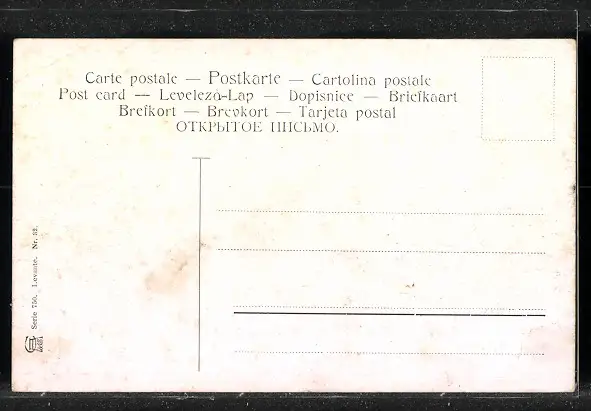 Carte postale — Postkarte — Cartolina postale
Post card — Levelezö-Lap — Dopisnice — Briefkaart
Brefkort — Brevkort — Tarjeta postal
ОТКРЫТОЕ ПИСЬМО.
Serie 750. Levante. Nr. 32.